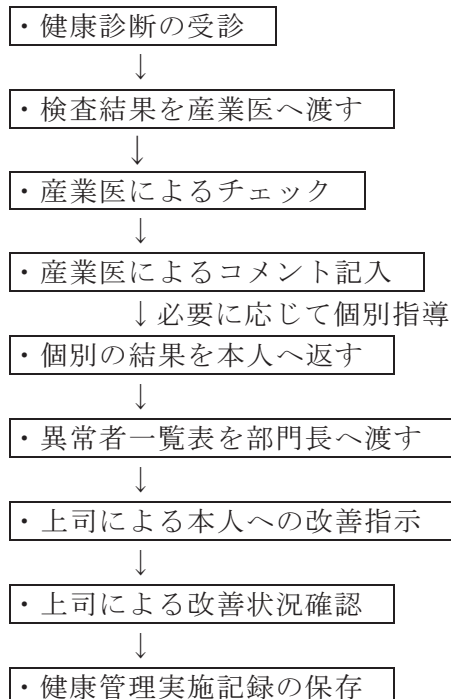 ・健康診断の受診
↓
・検査結果を産業医へ渡す
↓
・産業医によるチェック
↓
・産業医によるコメント記入
↓必要に応じて個別指導
・個別の結果を本人へ返す
↓
・異常者一覧表を部門長へ渡す
↓
・上司による本人への改善指示
↓
・上司による改善状況確認
↓
・健康管理実施記録の保存